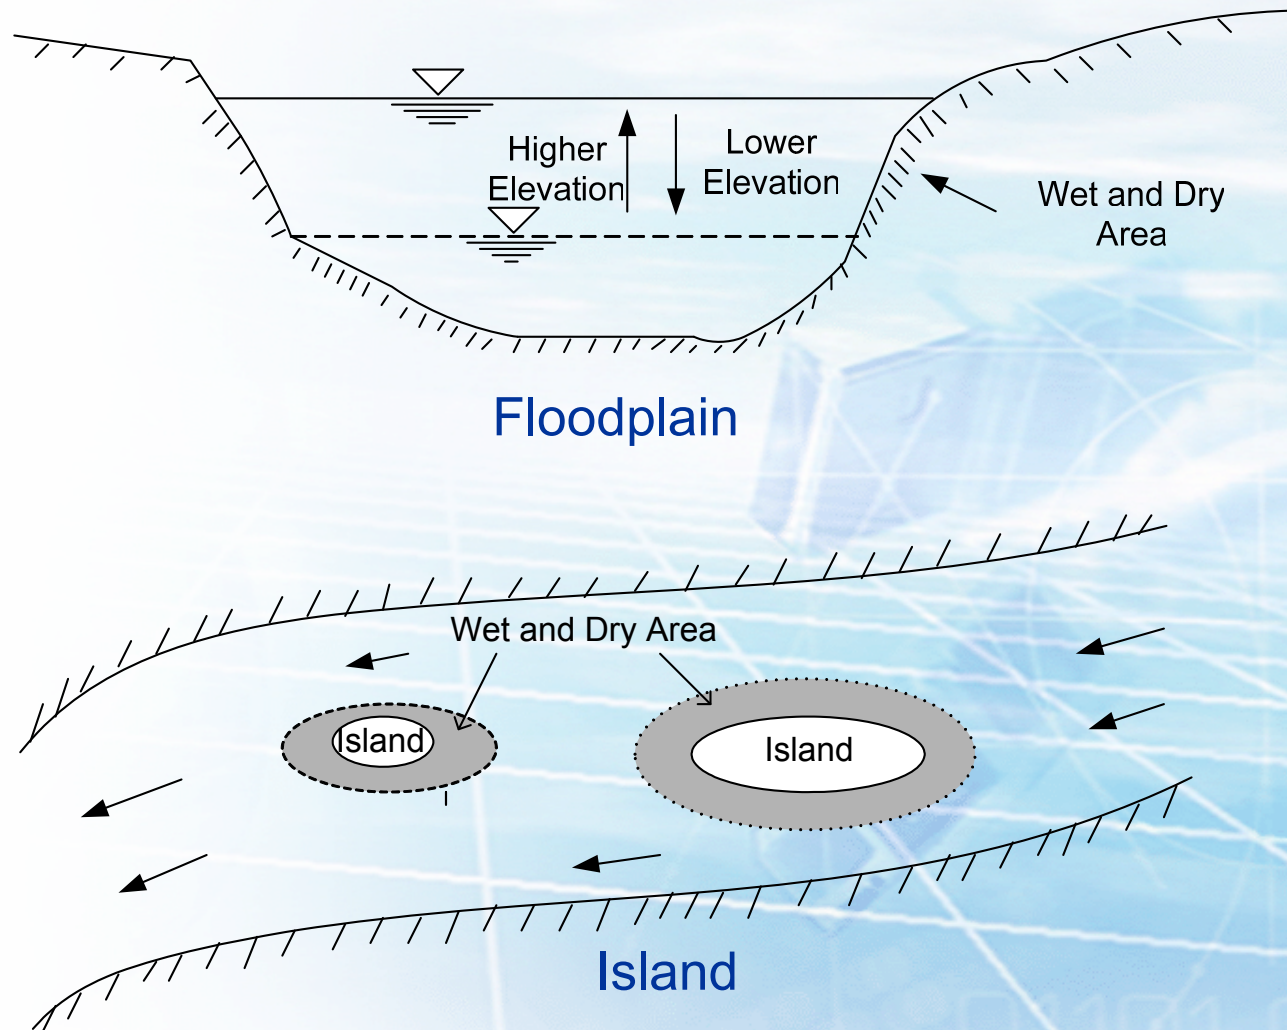 Higher
Elevation
Lower
Elevation
Wet and Dry
Area
Floodplain
Wet and Dry Area
Island
Island
Island